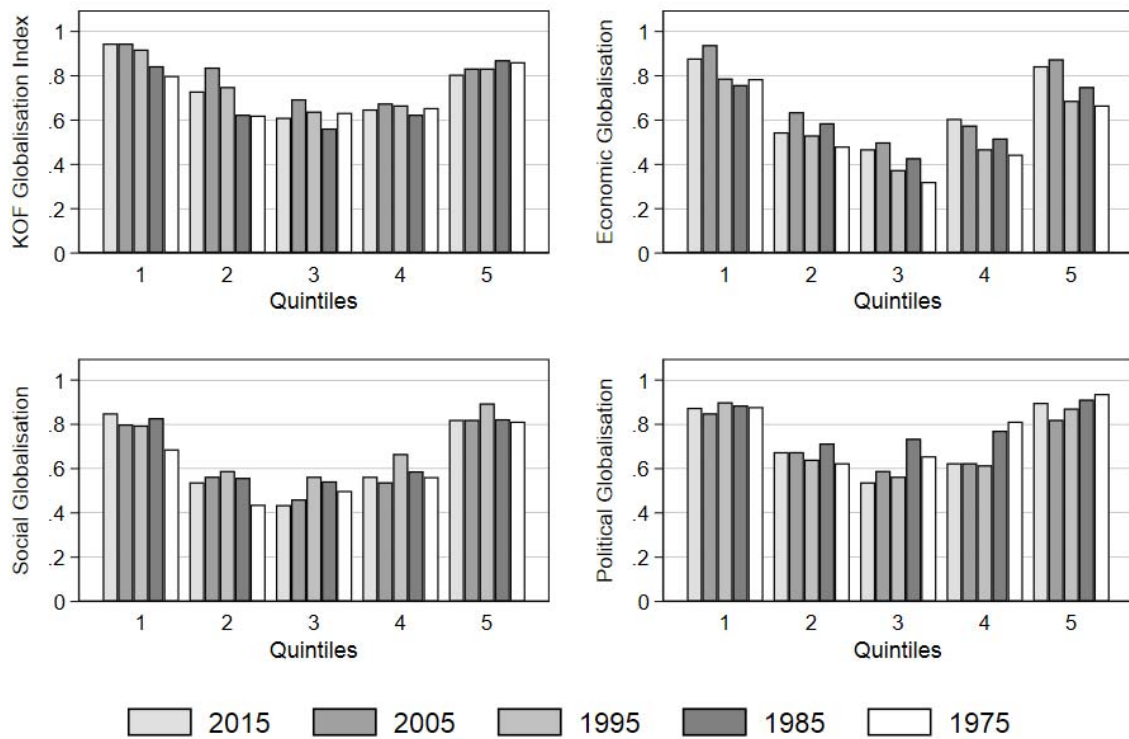 KOF Globalisation Index
1
.8
.6
.4
.2
0
1 2 3 4 5
Quintiles
Economic Globalisation
1
.8
.6
.4
.2
0
1 2 3 4 5
Quintiles
Social Globalisation
1
.8
.6
.4
.2
0
1 2 3 4 5
Quintiles
Political Globalisation
1
.8
.6
.4
.2
0
1 2 3 4 5
Quintiles
2015 2005 1995 1985 1975